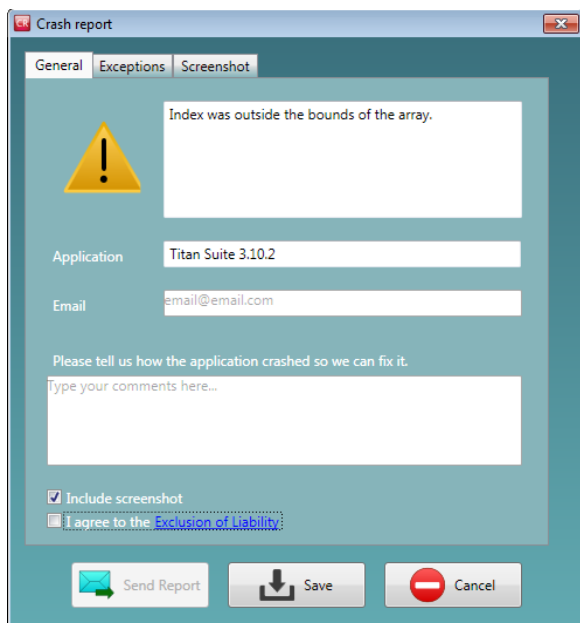 CR Crash report
General Exceptions Screenshot
Index was outside the bounds of the array.
Application Titan Suite 3.10.2
Email email@email.com
Please tell us how the application crashed so we can fix it.
Type your comments here...
Include screenshot
I agree to the Exclusion of Liability
Send Report Save Cancel